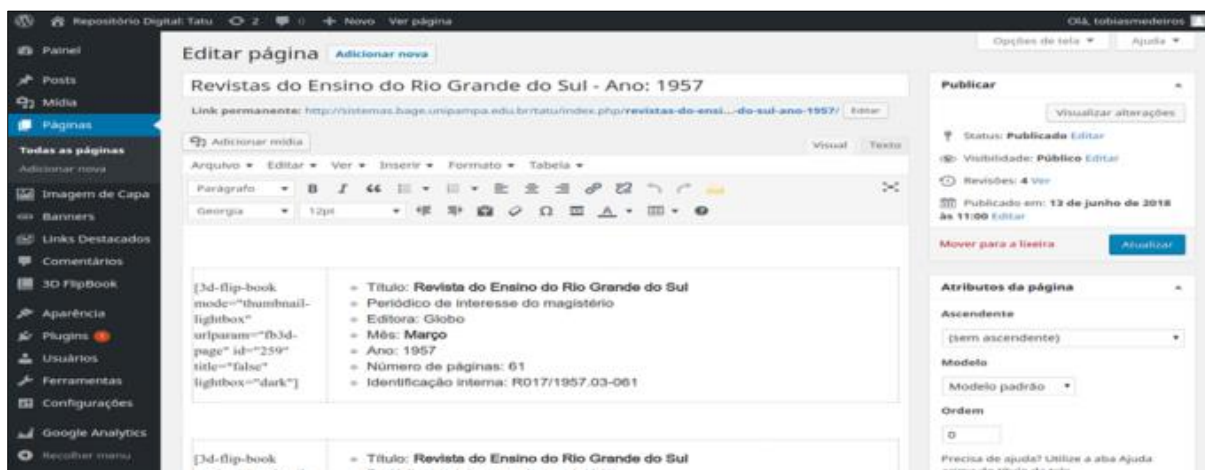 Repositório Digital: Tatu 2 0 + Novo Ver página Olá, tobiasmedeiros
Painel
Posts
Mídia
Páginas
Todas as páginas
Adicionar nova
Imagem de Capa
Banners
Links Destacados
Comentários
3D FlipBook
Aparência
Plugins 1
Usuários
Ferramentas
Configurações
Google Analytics
Recolher menu
Opções de tela Ajuda
Editar página Adicionar nova
Revistas do Ensino do Rio Grande do Sul - Ano: 1957
Link permanente: http://sistemas.bage.unipampa.edu.br/tatu/index.php/revistas-do-ensi...-do-sul-ano-1957/ Editar
Adicionar mídia Visual Texto
Arquivo Editar Ver Inserir Formato Tabela
Parágrafo B I
Georgia 12pt Ω A
[3d-flip-book
mode="thumbnail-
lightbox"
urlparam="fb3d-
page" id="259"
title="false"
lightbox="dark"]
Título: Revista do Ensino do Rio Grande do Sul
Periódico de interesse do magistério
Editora: Globo
Mês: Março
Ano: 1957
Número de páginas: 61
Identificação interna: R017/1957.03-061
[3d-flip-book
Título: Revista do Ensino do Rio Grande do Sul
Publicar
Visualizar alterações
Status: Publicado Editar
Visibilidade: Público Editar
Revisões: 4 Ver
Publicado em: 13 de junho de 2018
às 11:00 Editar
Mover para a lixeira Atualizar
Atributos da página
Ascendente
(sem ascendente)
Modelo
Modelo padrão
Ordem
0
Precisa de ajuda? Utilize a aba Ajuda